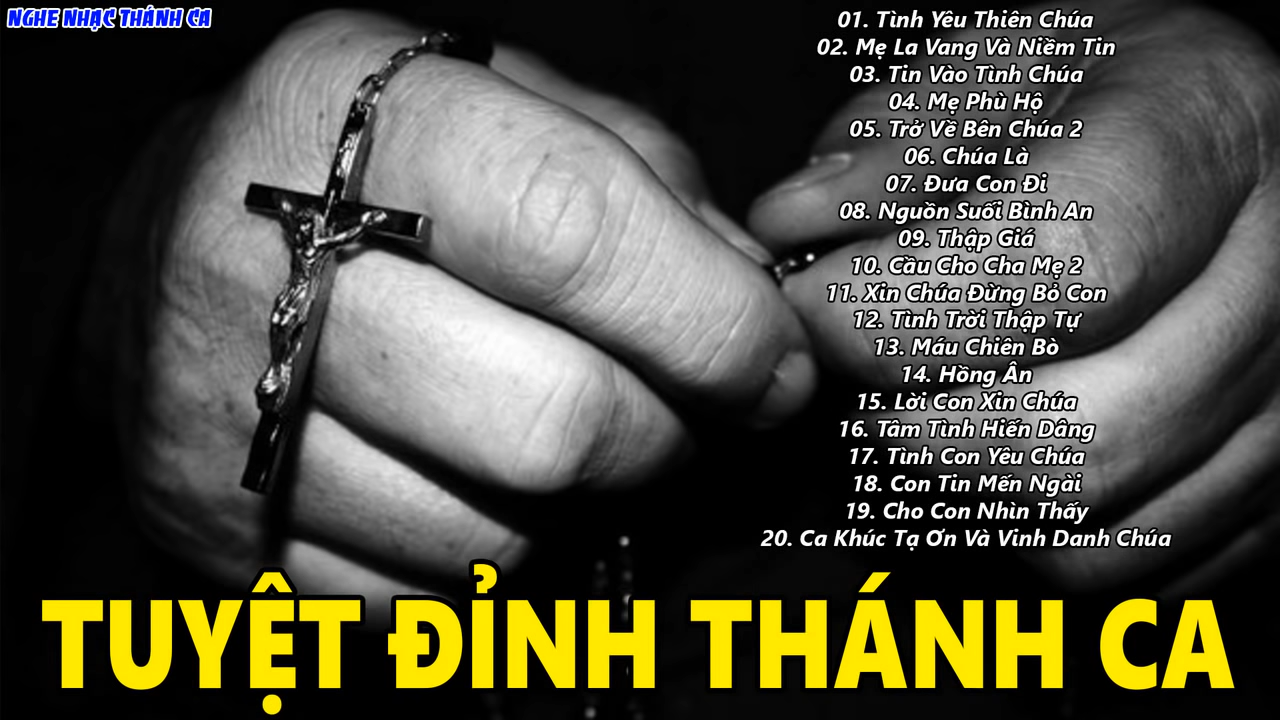 NGHE NHẠC THÁNH CA
01. Tình Yêu Thiên Chúa
02. Mẹ La Vang Và Niềm Tin
03. Tin Vào Tình Chúa
04. Mẹ Phù Hộ
05. Trở Về Bên Chúa 2
06. Chúa Là
07. Đưa Con Đi
08. Nguồn Suối Bình An
09. Thập Giá
10. Cầu Cho Cha Mẹ 2
11. Xin Chúa Đừng Bỏ Con
12. Tình Trời Thập Tự
13. Máu Chiên Bò
14. Hồng Ân
15. Lời Con Xin Chúa
16. Tâm Tình Hiến Dâng
17. Tình Con Yêu Chúa
18. Con Tin Mến Ngài
19. Cho Con Nhìn Thấy
20. Ca Khúc Tạ Ơn Và Vinh Danh Chúa
TUYỆT ĐỈNH THÁNH CA